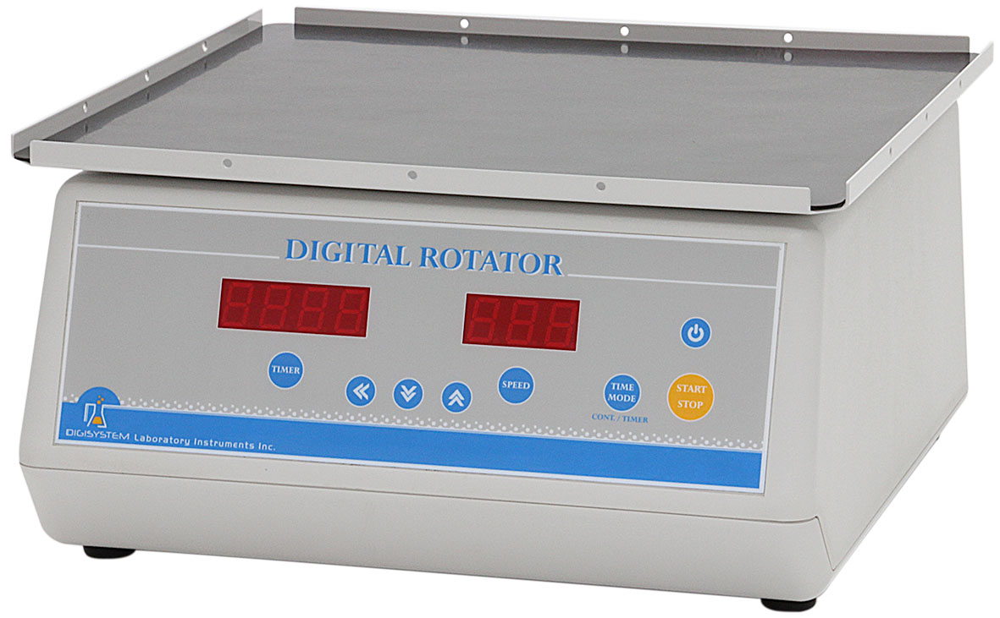 DIGITAL ROTATOR
TIMER
SPEED
TIME
MODE
CONT. / TIMER
START
STOP
DIGISYSTEM Laboratory Instruments Inc.